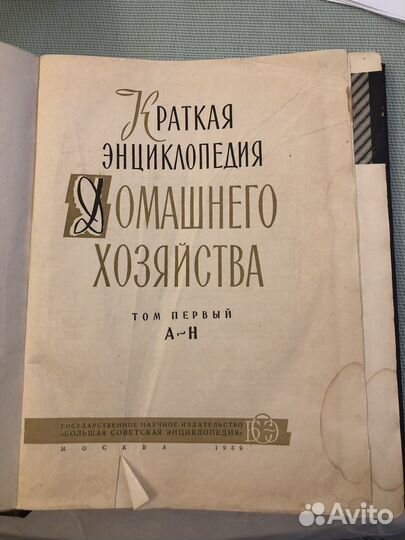 КРАТКАЯ
ЭНЦИКЛОПЕДИЯ
ДОМАШНЕГО
ХОЗЯЙСТВА
ТОМ ПЕРВЫЙ
А~Н
ГОСУДАРСТВЕННОЕ НАУЧНОЕ ИЗДАТЕЛЬСТВО
«БОЛЬШАЯ СОВЕТСКАЯ ЭНЦИКЛОПЕДИЯ»
БСЭ
МОСКВА 1959
Avito